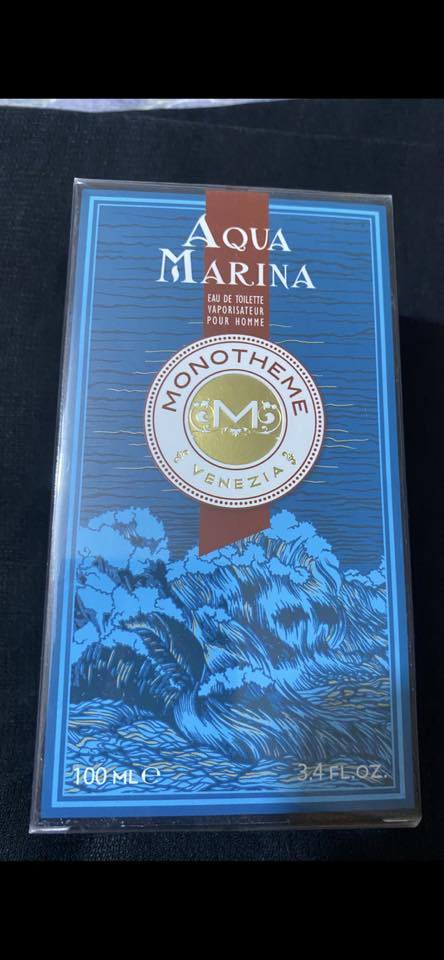 AQUA
MARINA
EAU DE TOILETTE
VAPORISATEUR
POUR HOMME
MONOTHEME
M
VENEZIA
100 ML ℮
3.4 FL.OZ.